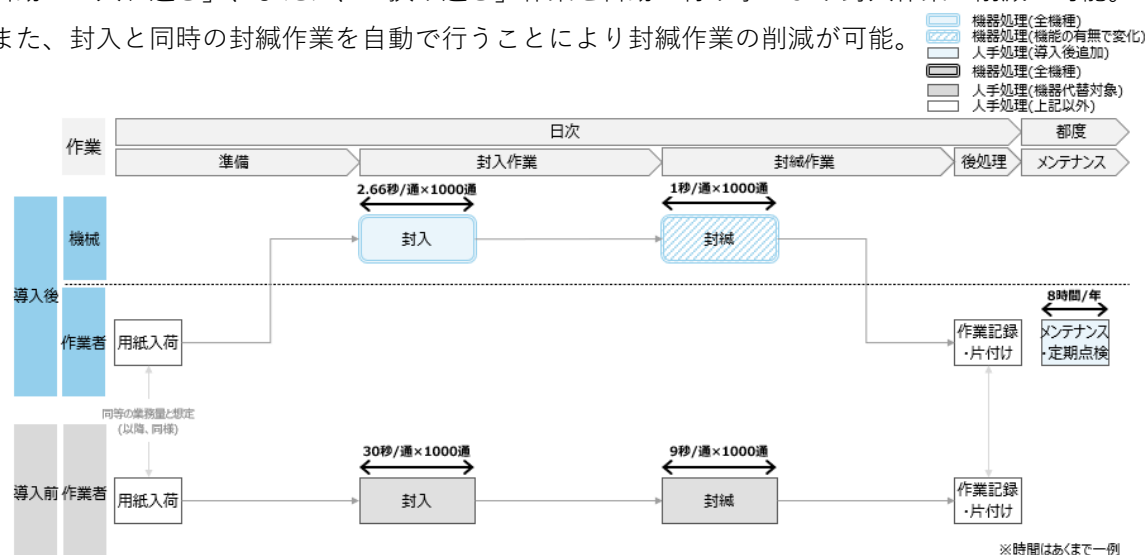 また、封入と同時の封緘作業を自動で行うことにより封緘作業の削減が可能。
機器処理(全機種)
機器処理(機能の有無で変化)
人手処理(導入後追加)
機器処理(全機種)
人手処理(機器代替対象)
人手処理(上記以外)
作業
日次
都度
準備
封入作業
封緘作業
後処理
メンテナンス
2.66秒/通×1000通
1秒/通×1000通
導入後
機械
封入
封緘
8時間/年
作業者
用紙入荷
作業記録
・片付け
メンテナンス
・定期点検
同等の業務量と想定
(以降、同様)
30秒/通×1000通
9秒/通×1000通
導入前
作業者
用紙入荷
封入
封緘
作業記録
・片付け
※時間はあくまで一例